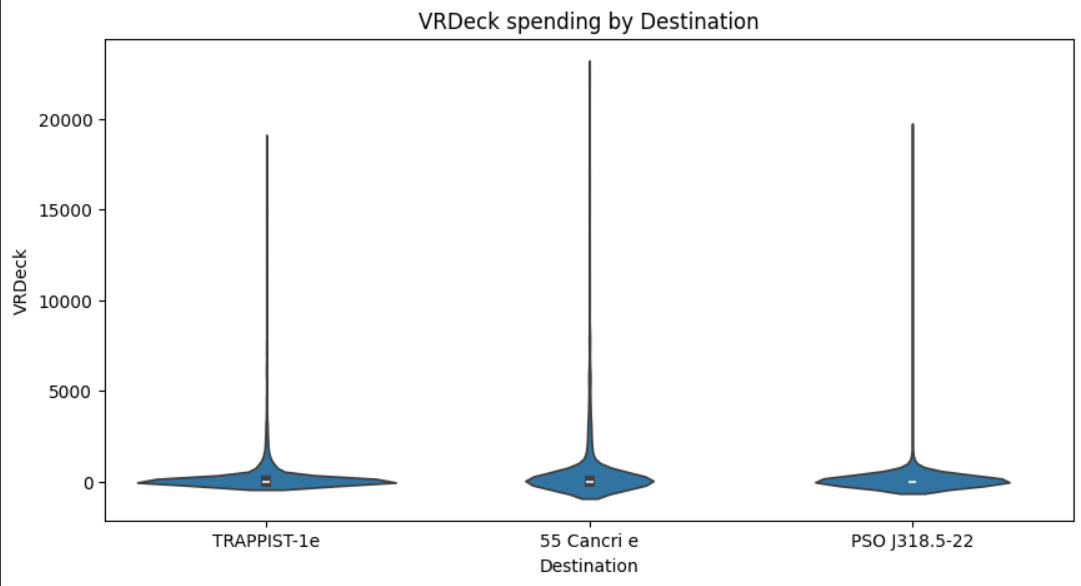 VRDeck spending by Destination
20000
15000
10000
5000
0
VRDeck
TRAPPIST-1e
55 Cancri e
PSO J318.5-22
Destination